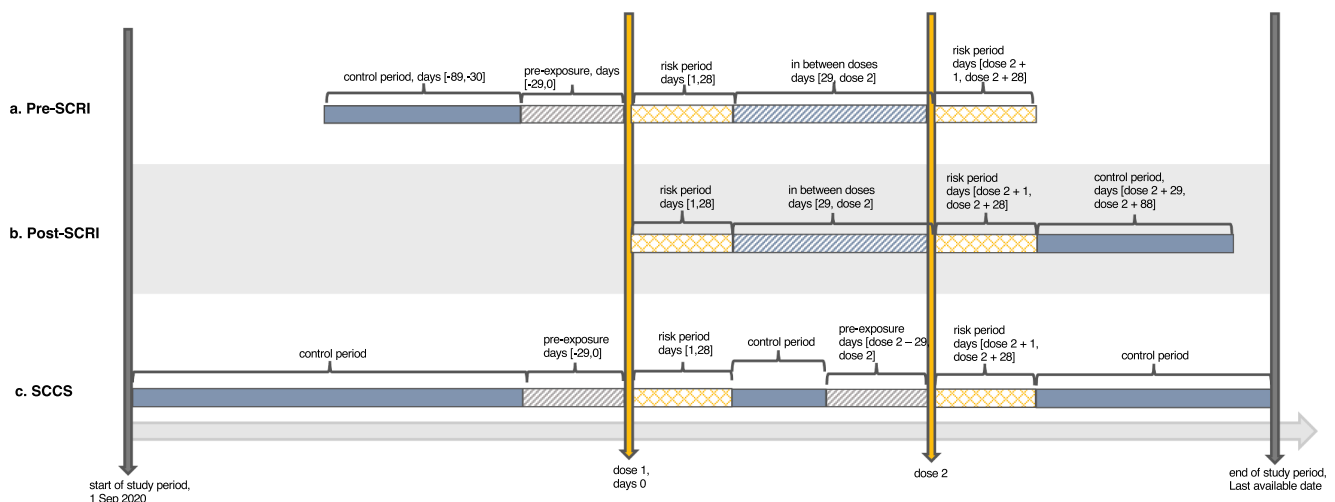 a. Pre-SCRI
control period, days [-89,-30]
pre-exposure, days
[-29,0]
risk period
days [1,28]
in between doses
days [29, dose 2]
risk period
days [dose 2 +
1, dose 2 + 28]
b. Post-SCRI
risk period
days [1,28]
in between doses
days [29, dose 2]
risk period
days [dose 2 + 1,
dose 2 + 28]
control period,
days [dose 2 + 29,
dose 2 + 88]
c. SCCS
control period
pre-exposure
days [-29,0]
risk period
days [1,28]
control period
pre-exposure
days [dose 2 – 29,
dose 2]
risk period
days [dose 2 + 1,
dose 2 + 28]
control period
start of study period,
1 Sep 2020
dose 1,
days 0
dose 2
end of study period,
Last available date